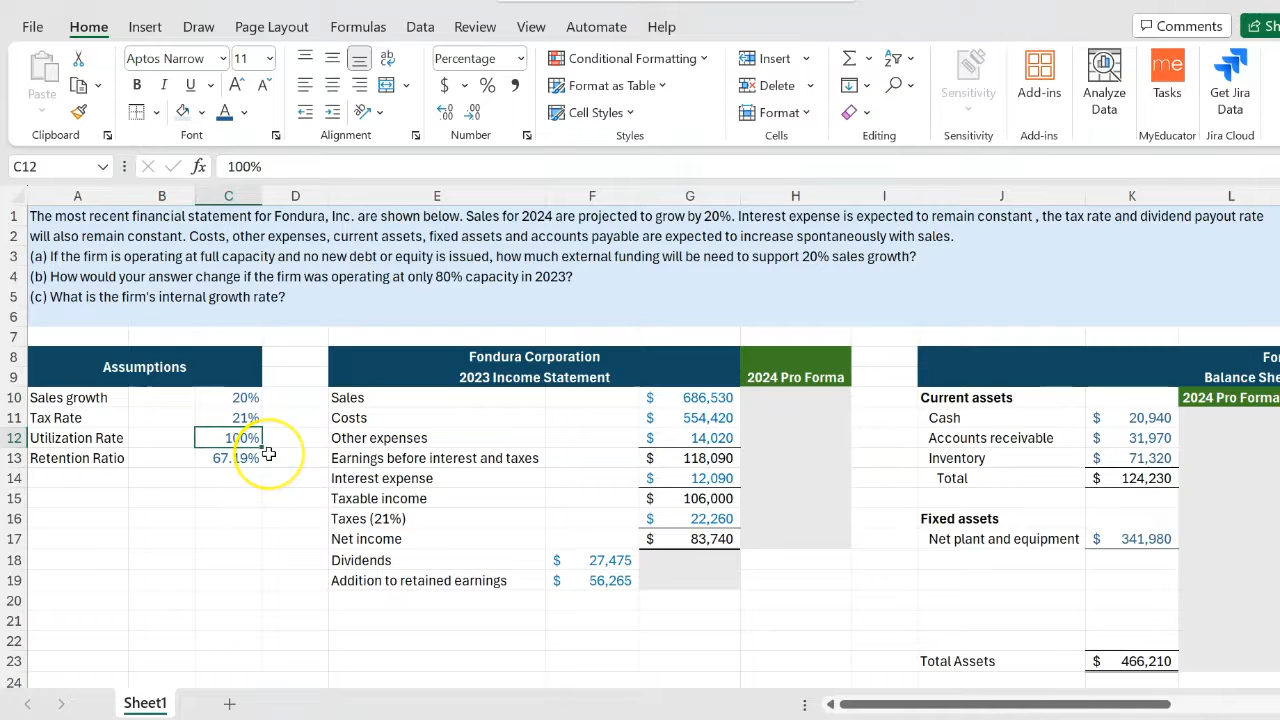 File Home Insert Draw Page Layout Formulas Data Review View Automate Help Comments Sh
Paste Aptos Narrow 11 Percentage Conditional Formatting Insert Sensitivity Add-ins Analyze Data Tasks Get Jira Data
B I U $ % Format as Table Delete
A Cell Styles Format
Clipboard Font Alignment Number Styles Cells Editing Sensitivity Add-ins MyEducator Jira Cloud
C12 fx 100%
A B C D E F G H I J K L
1 The most recent financial statement for Fondura, Inc. are shown below. Sales for 2024 are projected to grow by 20%. Interest expense is expected to remain constant , the tax rate and dividend payout rate
2 will also remain constant. Costs, other expenses, current assets, fixed assets and accounts payable are expected to increase spontaneously with sales.
3 (a) If the firm is operating at full capacity and no new debt or equity is issued, how much external funding will be need to support 20% sales growth?
4 (b) How would your answer change if the firm was operating at only 80% capacity in 2023?
5 (c) What is the firm's internal growth rate?
6
7
8 Assumptions Fondura Corporation Fo
9 2023 Income Statement 2024 Pro Forma Balance She
10 Sales growth 20% Sales $ 686,530 Current assets 2024 Pro Forma
11 Tax Rate 21% Costs $ 554,420 Cash $ 20,940
12 Utilization Rate 100% Other expenses $ 14,020 Accounts receivable $ 31,970
13 Retention Ratio 67.19% Earnings before interest and taxes $ 118,090 Inventory $ 71,320
14 Interest expense $ 12,090 Total $ 124,230
15 Taxable income $ 106,000
16 Taxes (21%) $ 22,260 Fixed assets
17 Net income $ 83,740 Net plant and equipment $ 341,980
18 Dividends $ 27,475
19 Addition to retained earnings $ 56,265
20
21
22
23 Total Assets $ 466,210
24
Sheet1